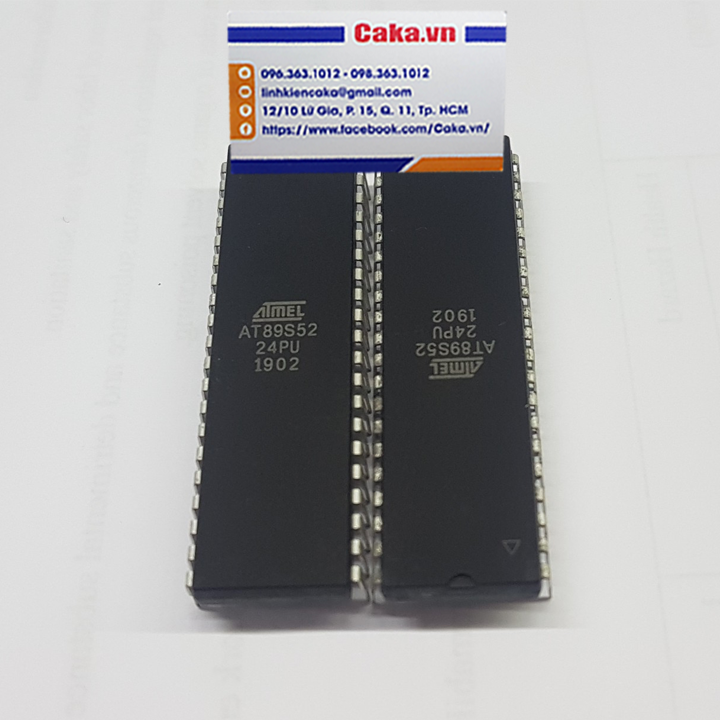 Caka.vn
096.363.1012 - 098.363.1012
linhkiencaka@gmail.com
12/10 Lữ Gia, P. 15, Q. 11, Tp. HCM
https://www.facebook.com/Caka.vn/
ATMEL
AT89S52
24PU
1902
ATMEL
AT89S52
24PU
1902